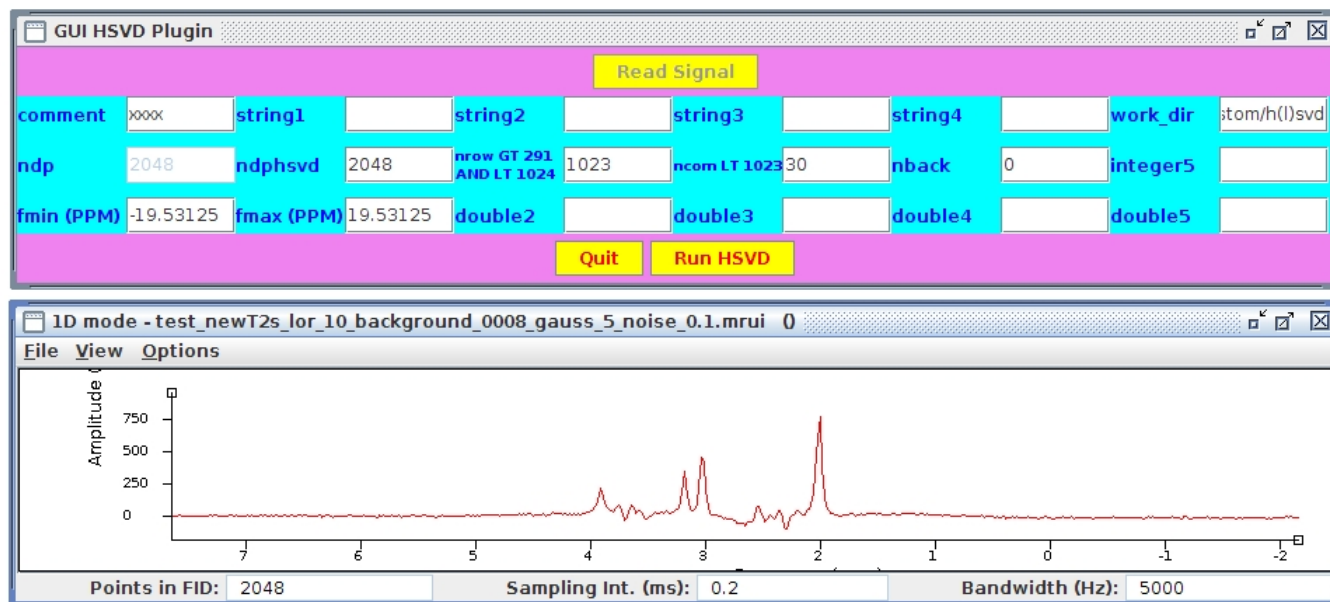 GUI HSVD Plugin
Read Signal
comment xxxx string1 string2 string3 string4 work_dir stom/h(l)svd
ndp 2048 ndphsvd 2048 nrow GT 291 AND LT 1024 1023 ncom LT 1023 30 nback 0 integer5
fmin (PPM) -19.53125 fmax (PPM) 19.53125 double2 double3 double4 double5
Quit Run HSVD
1D mode - test_newT2s_lor_10_background_0008_gauss_5_noise_0.1.mrui ()
File View Options
Amplitude
750
500
250
0
7 6 5 4 3 2 1 0 -1 -2
Points in FID: 2048 Sampling Int. (ms): 0.2 Bandwidth (Hz): 5000